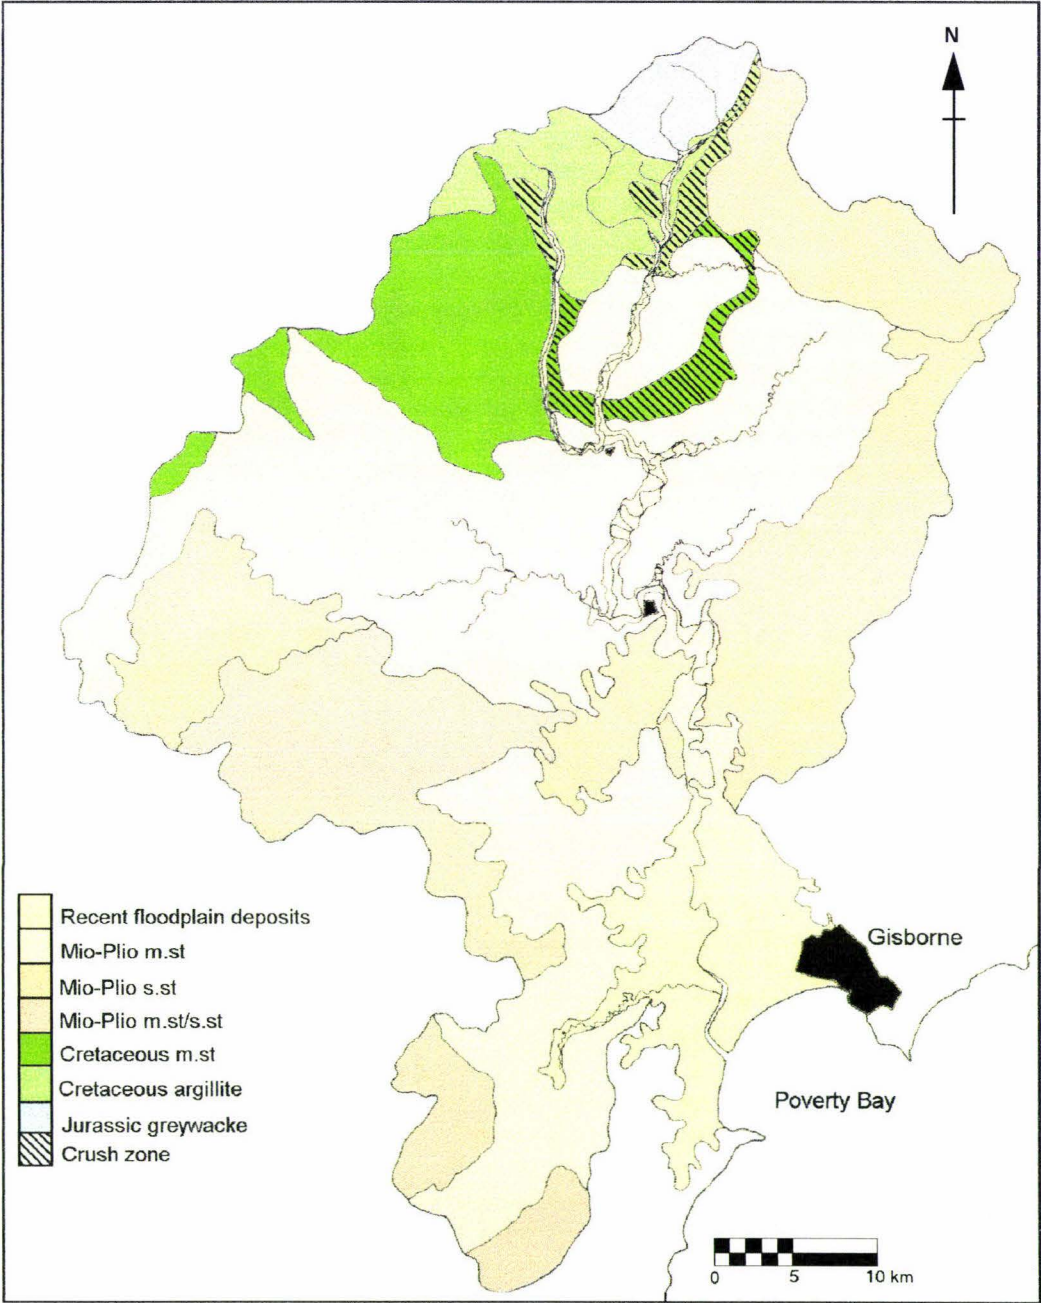 N
Recent floodplain deposits
Mio-Plio m.st
Mio-Plio s.st
Mio-Plio m.st/s.st
Cretaceous m.st
Cretaceous argillite
Jurassic greywacke
Crush zone
Gisborne
Poverty Bay
0 5 10 km